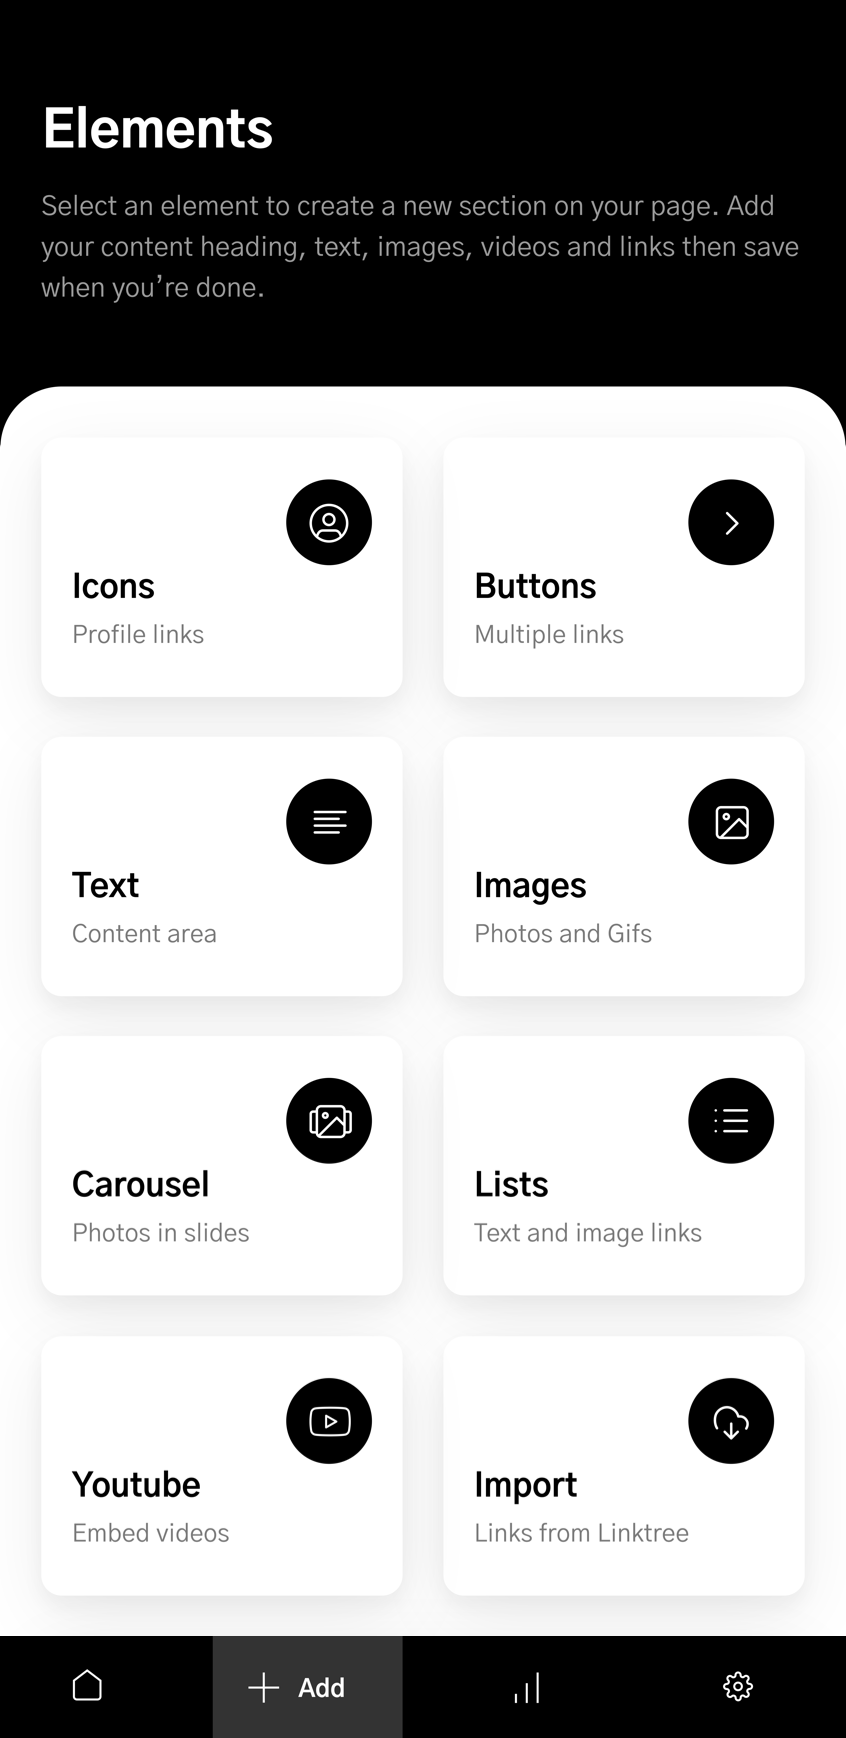 Elements
Select an element to create a new section on your page. Add
your content heading, text, images, videos and links then save
when you’re done.
Icons
Profile links
Buttons
Multiple links
Text
Content area
Images
Photos and Gifs
Carousel
Photos in slides
Lists
Text and image links
Youtube
Embed videos
Import
Links from Linktree
Add